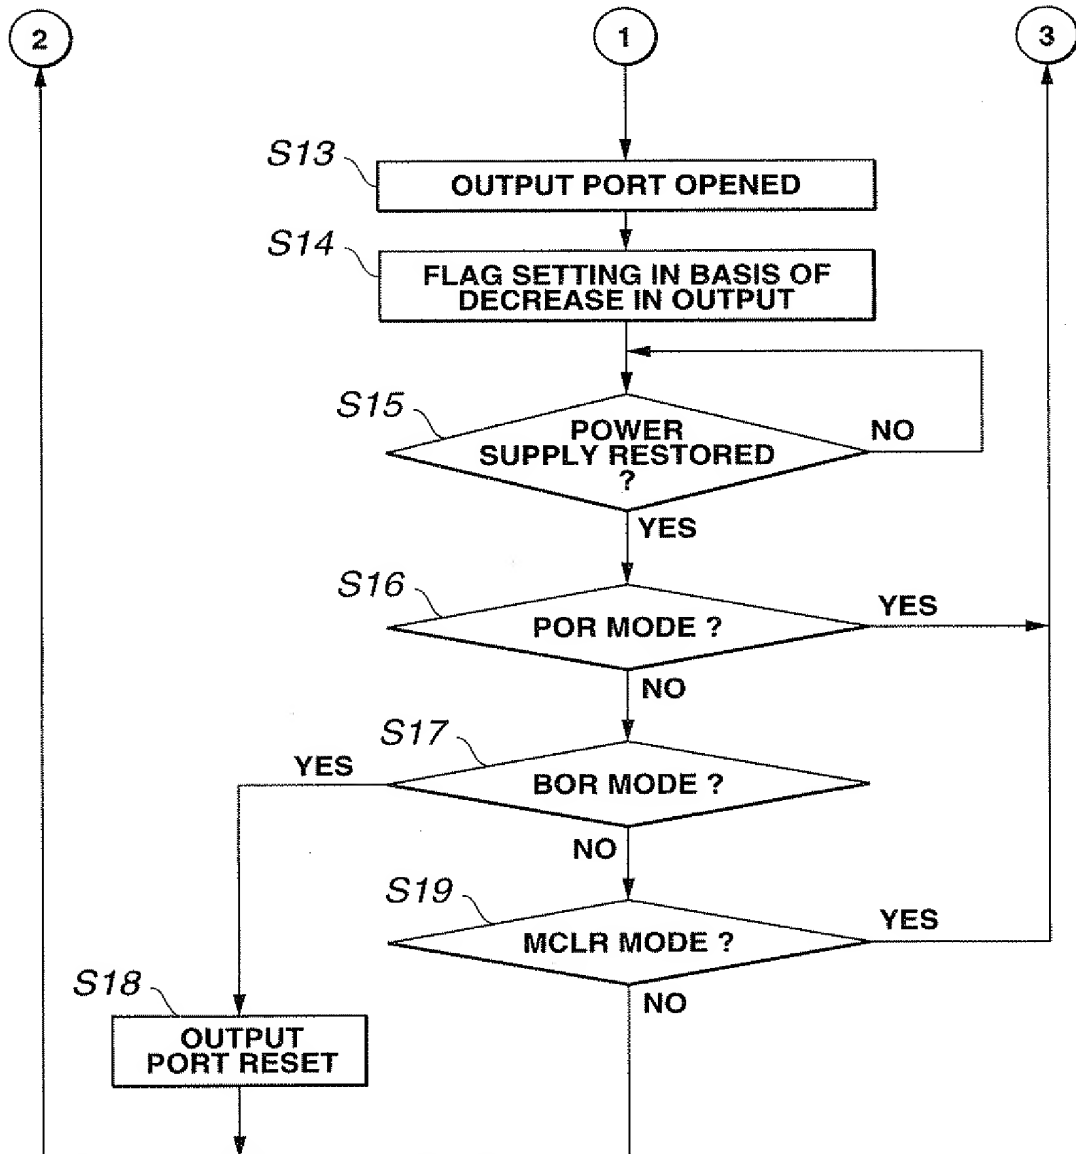 2
1
3
S13
OUTPUT PORT OPENED
S14
FLAG SETTING IN BASIS OF
DECREASE IN OUTPUT
S15
POWER
SUPPLY RESTORED
?
NO
YES
S16
POR MODE ?
YES
NO
S17
BOR MODE ?
YES
NO
S19
MCLR MODE ?
YES
NO
S18
OUTPUT
PORT RESET